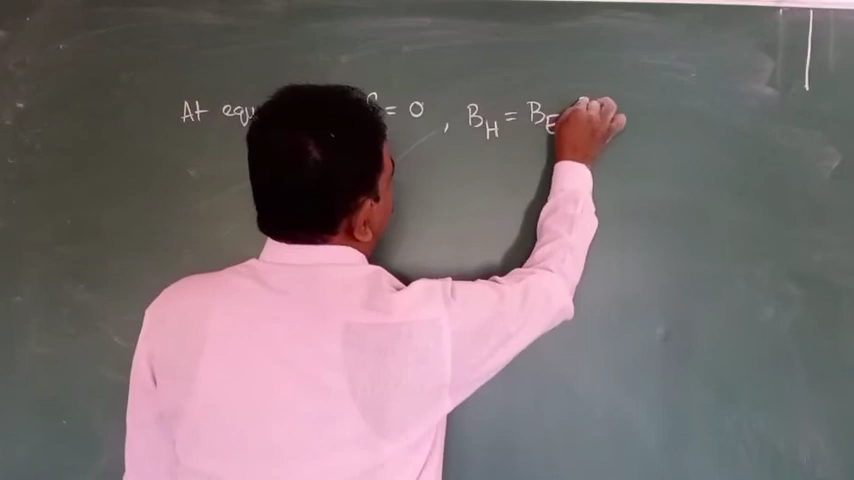 At equ = 0 , B_H = B_E